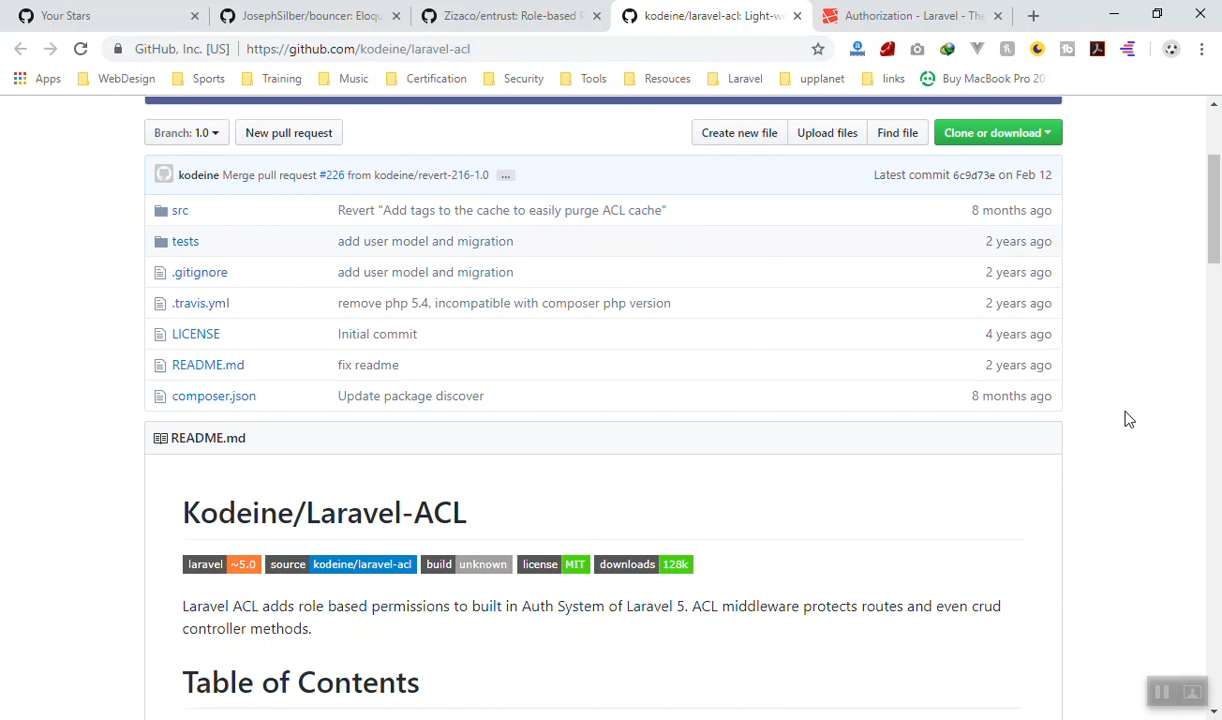 Your Stars
JosephSilber/bouncer: Eloqu
Zizaco/entrust: Role-based
kodeine/laravel-acl: Light-we
Authorization - Laravel - The
GitHub, Inc. [US] https://github.com/kodeine/laravel-acl
Apps WebDesign Sports Training Music Certification Security Tools Resouces Laravel upplanet links Buy MacBook Pro 20
Branch: 1.0 New pull request Create new file Upload files Find file Clone or download
kodeine Merge pull request #226 from kodeine/revert-216-1.0 ... Latest commit 6c9d73e on Feb 12
src Revert "Add tags to the cache to easily purge ACL cache" 8 months ago
tests add user model and migration 2 years ago
.gitignore add user model and migration 2 years ago
.travis.yml remove php 5.4, incompatible with composer php version 2 years ago
LICENSE Initial commit 4 years ago
README.md fix readme 2 years ago
composer.json Update package discover 8 months ago
README.md
Kodeine/Laravel-ACL
laravel ~5.0 source kodeine/laravel-acl build unknown license MIT downloads 128k
Laravel ACL adds role based permissions to built in Auth System of Laravel 5. ACL middleware protects routes and even crud
controller methods.
Table of Contents